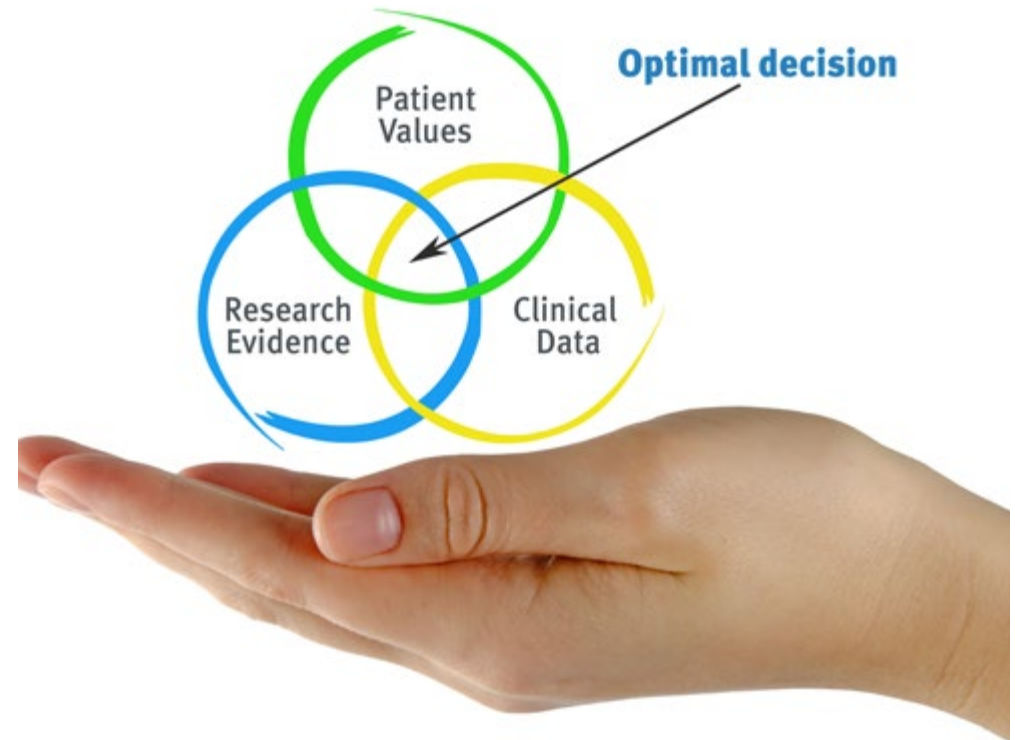 Optimal decision
Patient
Values
Research
Evidence
Clinical
Data